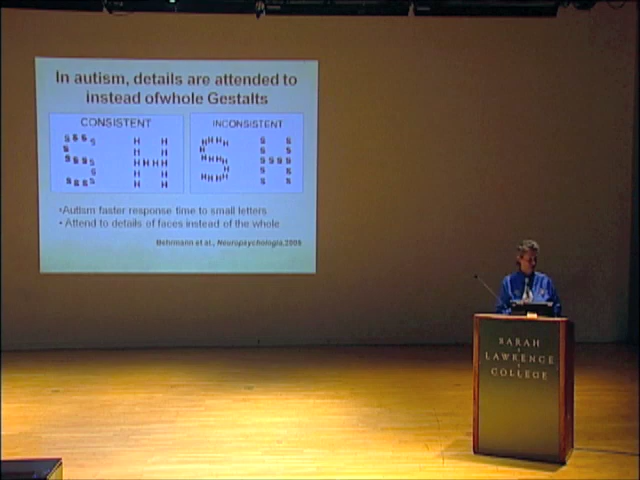 In autism, details are attended to
instead ofwhole Gestalts
CONSISTENT
INCONSISTENT
S H
S H
•Autism faster response time to small letters
• Attend to details of faces instead of the whole
Behrmann et al., Neuropsychologia,2005
SARAH
LAWRENCE
COLLEGE